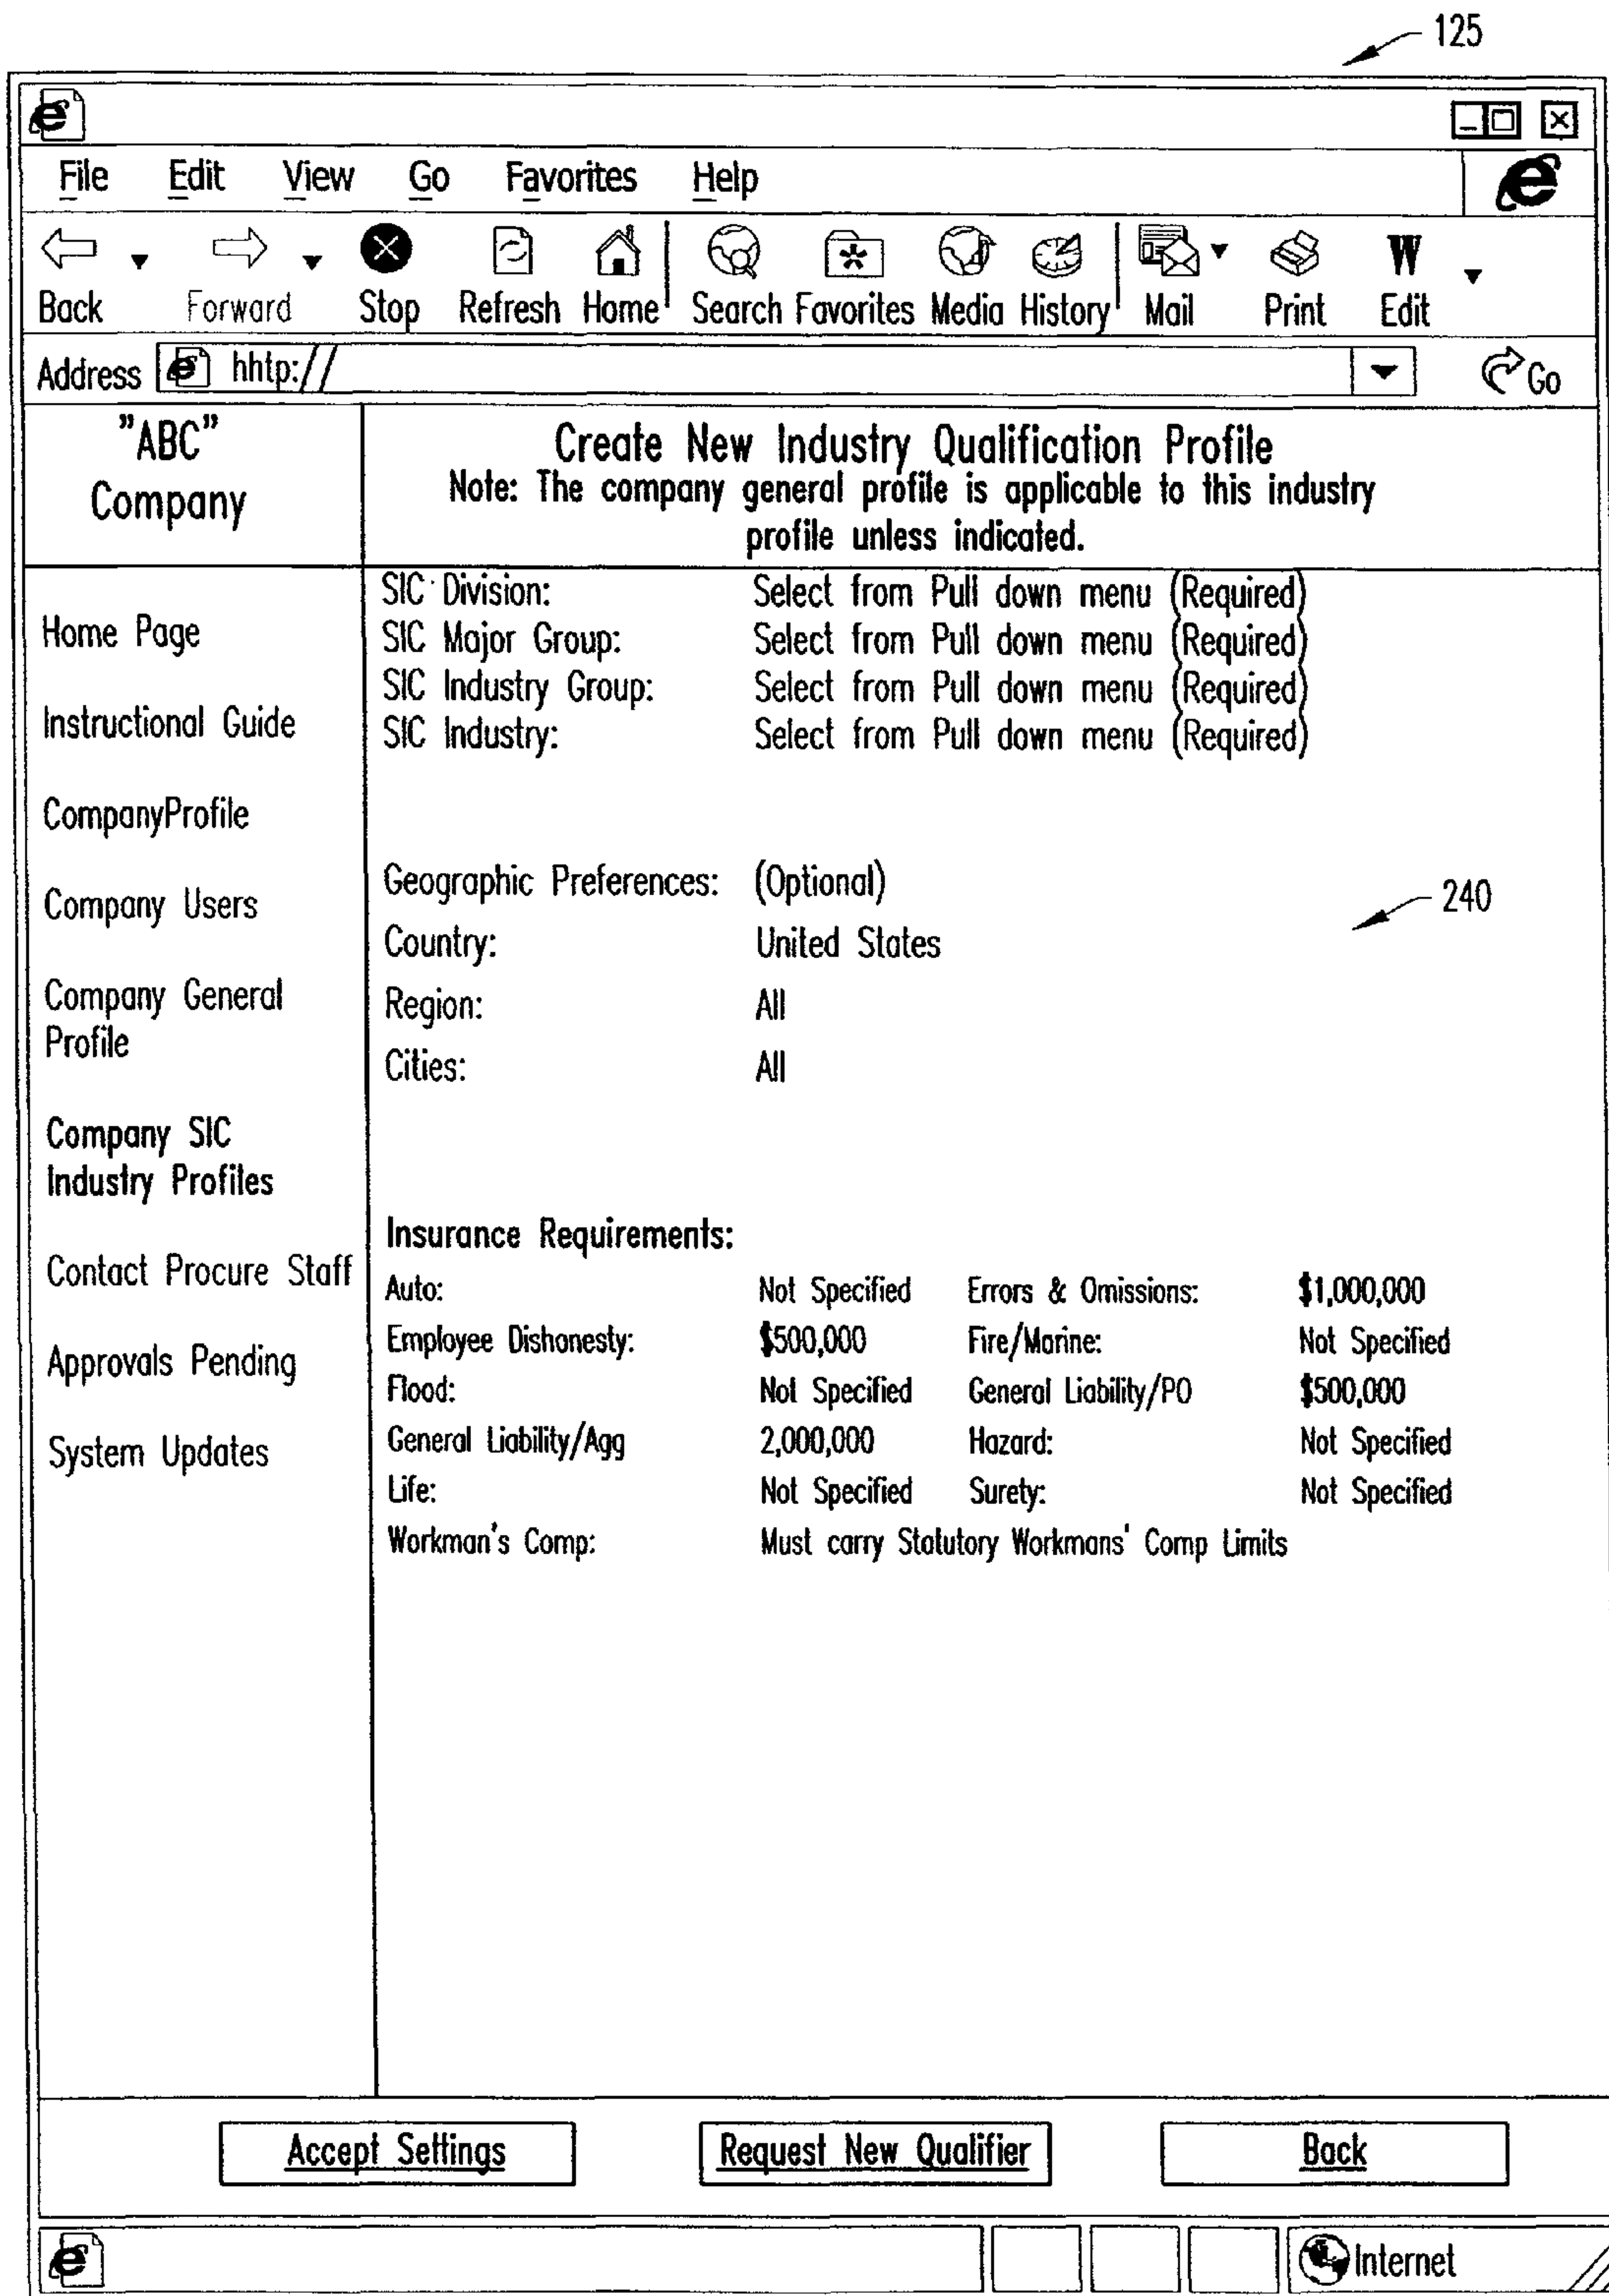 125
File Edit View Go Favorites Help
Back Forward Stop Refresh Home Search Favorites Media History Mail Print Edit
Address hhtp:// Go
"ABC"
Company
Create New Industry Qualification Profile
Note: The company general profile is applicable to this industry
profile unless indicated.
Home Page
Instructional Guide
CompanyProfile
Company Users
Company General
Profile
Company SIC
Industry Profiles
Contact Procure Staff
Approvals Pending
System Updates
SIC Division: Select from Pull down menu (Required)
SIC Major Group: Select from Pull down menu (Required)
SIC Industry Group: Select from Pull down menu (Required)
SIC Industry: Select from Pull down menu (Required)
Geographic Preferences: (Optional)
240
Country: United States
Region: All
Cities: All
Insurance Requirements:
Auto: Not Specified Errors & Omissions: $1,000,000
Employee Dishonesty: $500,000 Fire/Marine: Not Specified
Flood: Not Specified General Liability/PO $500,000
General Liability/Agg 2,000,000 Hazard: Not Specified
Life: Not Specified Surety: Not Specified
Workman's Comp: Must carry Statutory Workmans' Comp Limits
Accept Settings Request New Qualifier Back
Internet